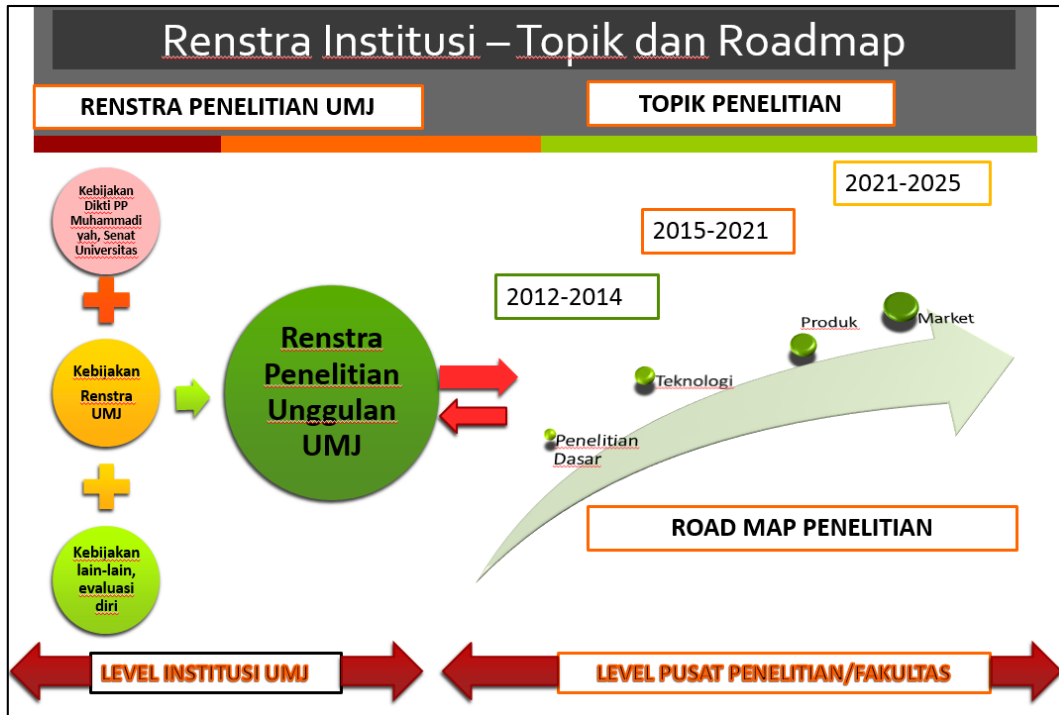 Renstra Institusi – Topik dan Roadmap
RENSTRA PENELITIAN UMJ
TOPIK PENELITIAN
Kebijakan
Dikti PP
Muhammadi
yah, Senat
Universitas
Kebijakan
Renstra
UMJ
Kebijakan
lain-lain,
evaluasi
diri
Renstra
Penelitian
Unggulan
UMJ
2012-2014
2015-2021
2021-2025
Penelitian
Dasar
Teknologi
Produk
Market
ROAD MAP PENELITIAN
LEVEL INSTITUSI UMJ
LEVEL PUSAT PENELITIAN/FAKULTAS